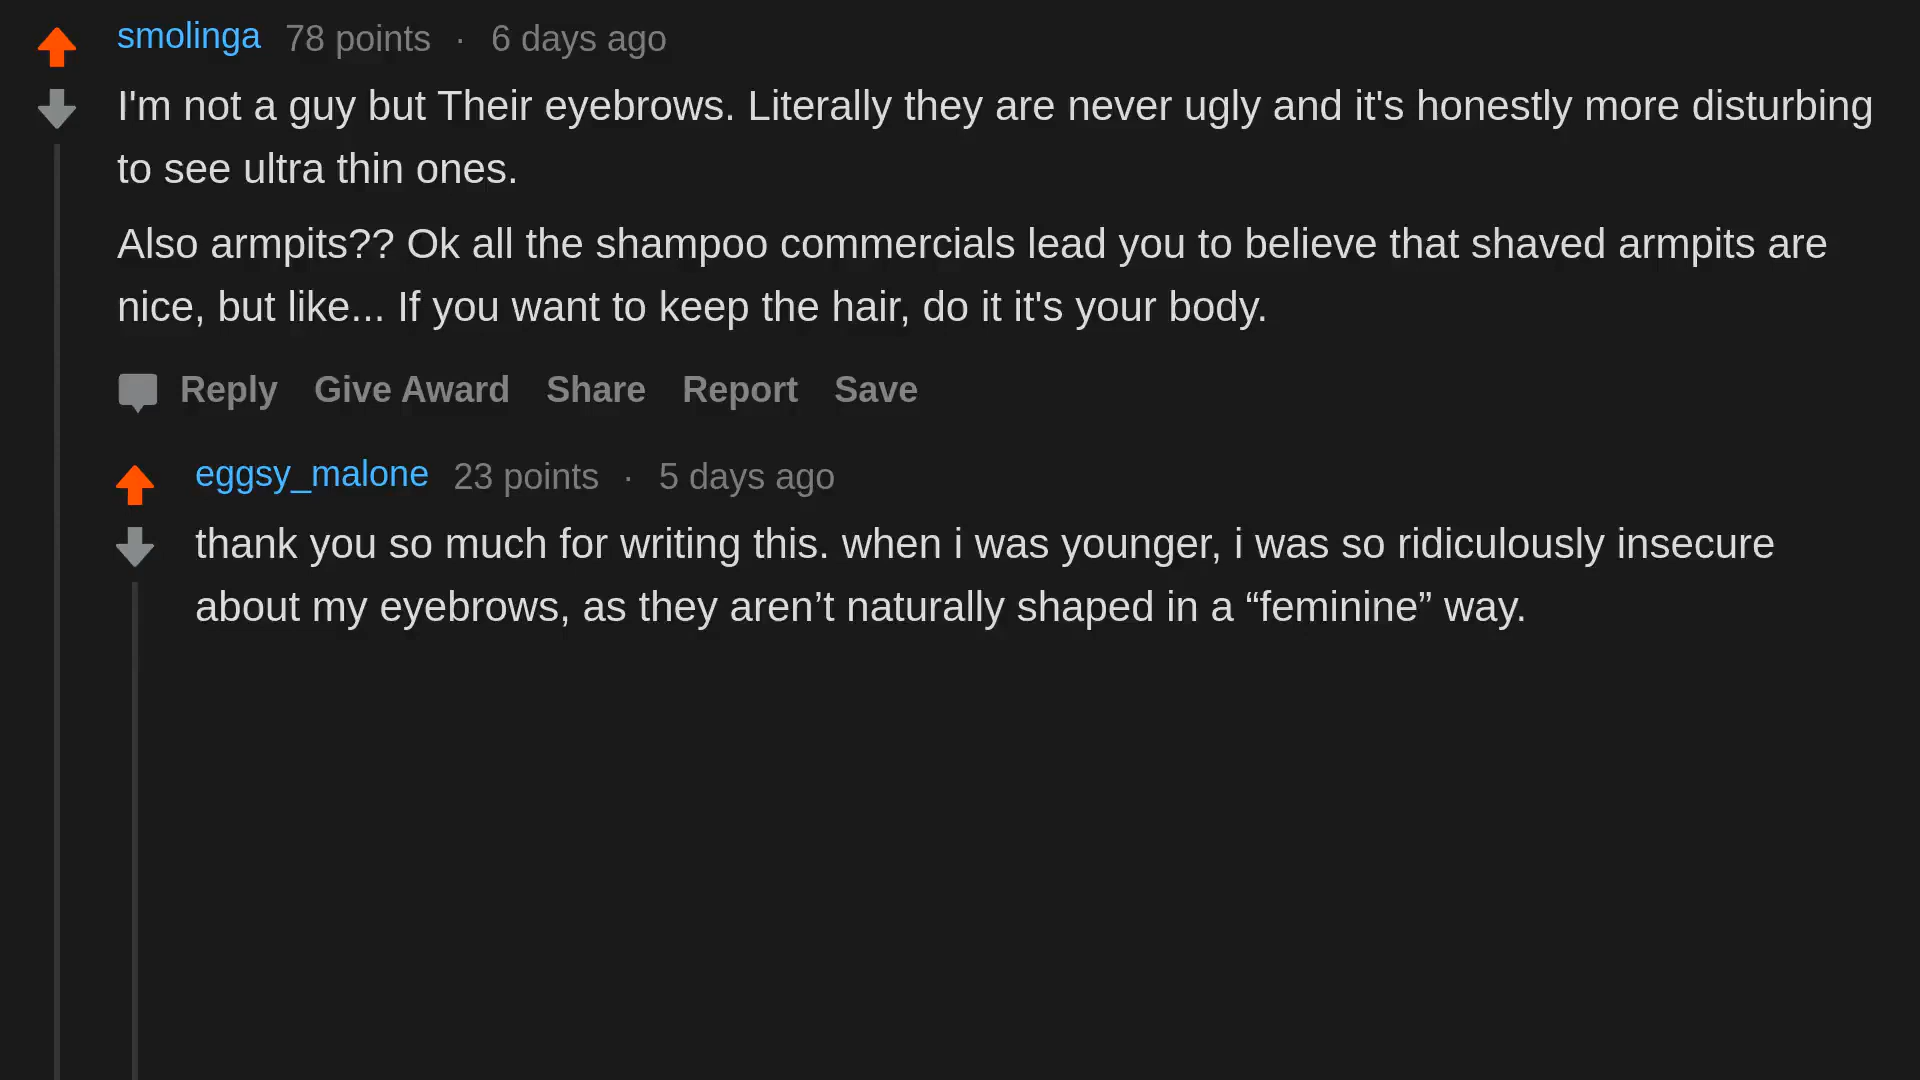 smolinga 78 points · 6 days ago
I'm not a guy but Their eyebrows. Literally they are never ugly and it's honestly more disturbing
to see ultra thin ones.
Also armpits?? Ok all the shampoo commercials lead you to believe that shaved armpits are
nice, but like... If you want to keep the hair, do it it's your body.
Reply Give Award Share Report Save
eggsy_malone 23 points · 5 days ago
thank you so much for writing this. when i was younger, i was so ridiculously insecure
about my eyebrows, as they aren’t naturally shaped in a “feminine” way.